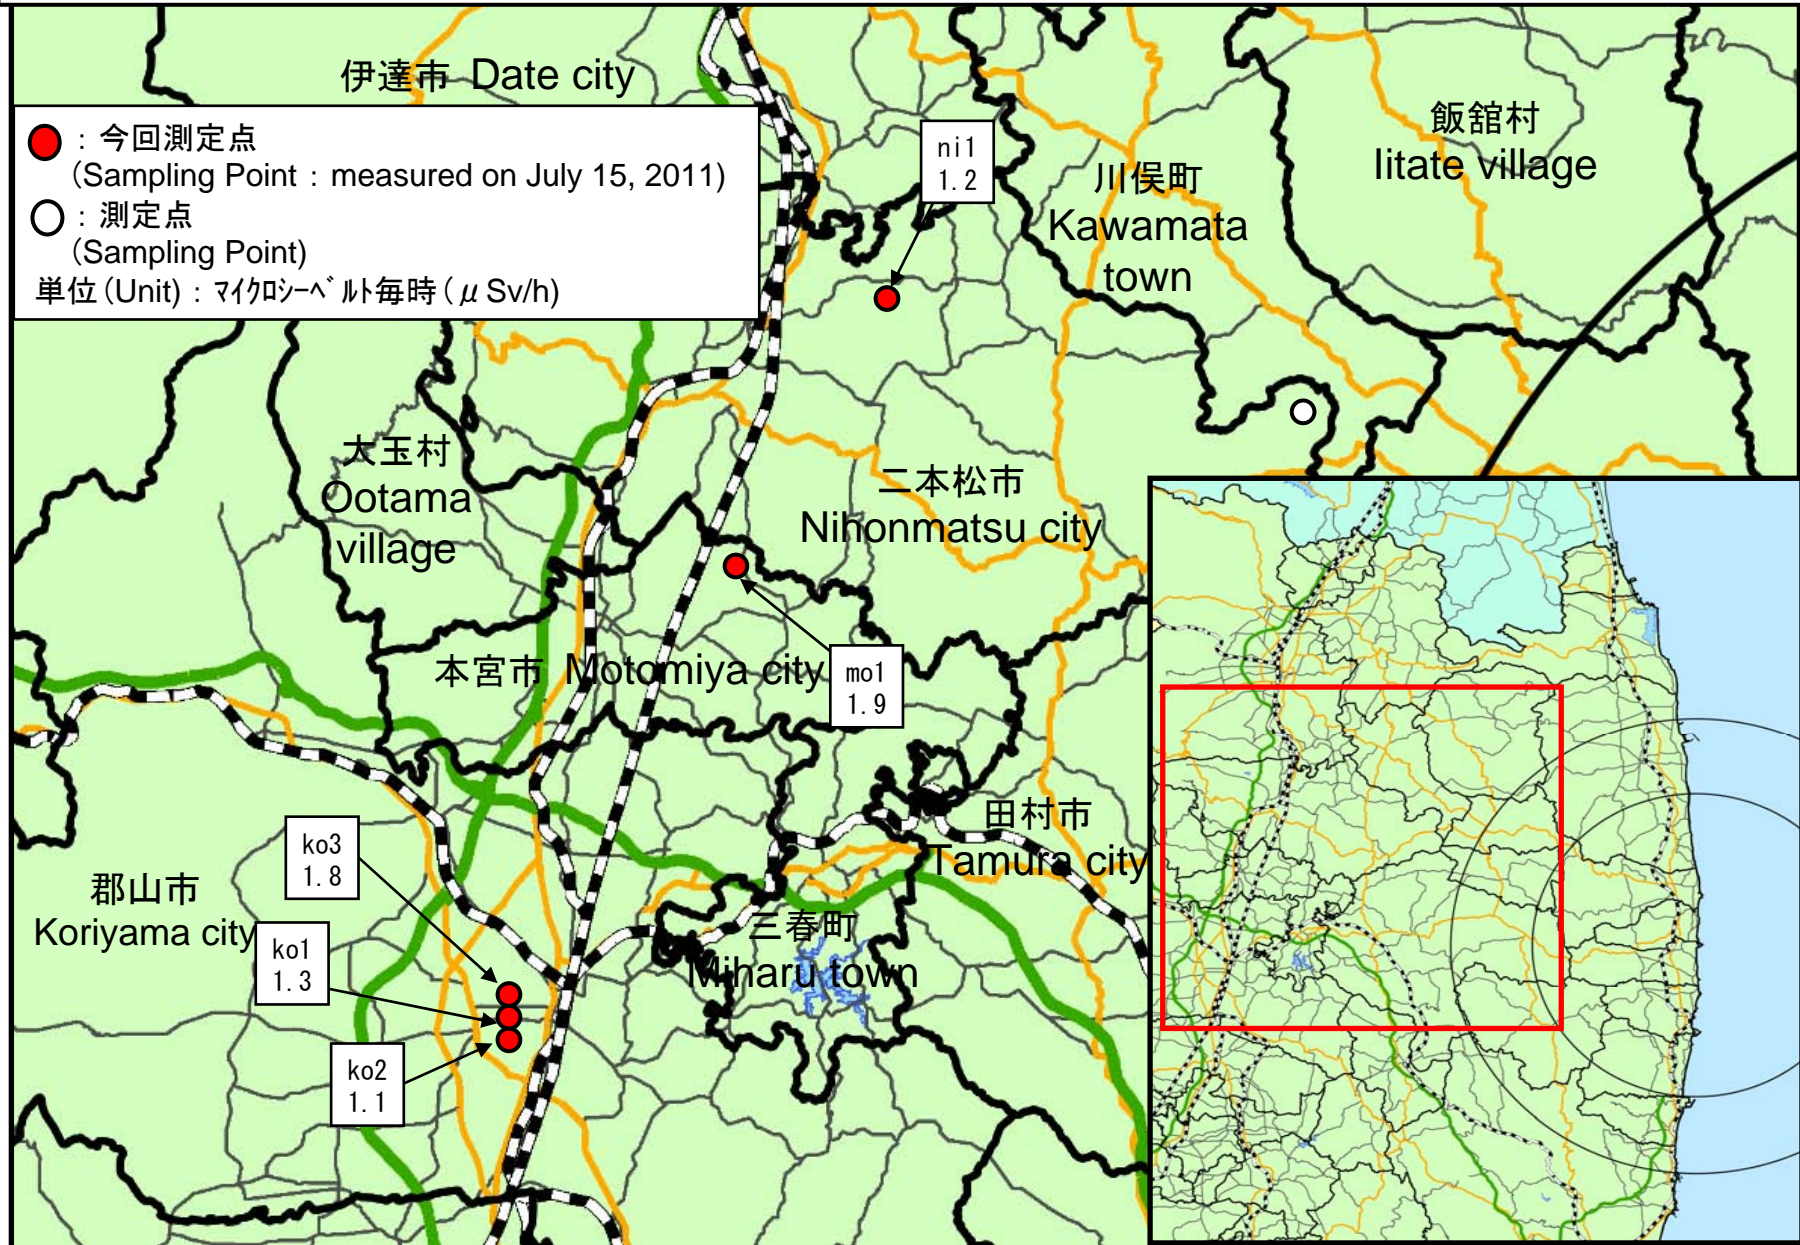 伊達市 Date city
●：今回測定点
(Sampling Point：measured on July 15, 2011)
○：測定点
(Sampling Point)
単位(Unit)：マイクロシーベルト毎時(μSv/h)
ni1
1.2
川俣町
Kawamata
town
飯舘村
Iitate village
大玉村
Ootama
village
二本松市
Nihonmatsu city
本宮市 Motomiya city
mo1
1.9
田村市
Tamura city
ko3
1.8
郡山市
Koriyama city
ko1
1.3
三春町
Miharu town
ko2
1.1